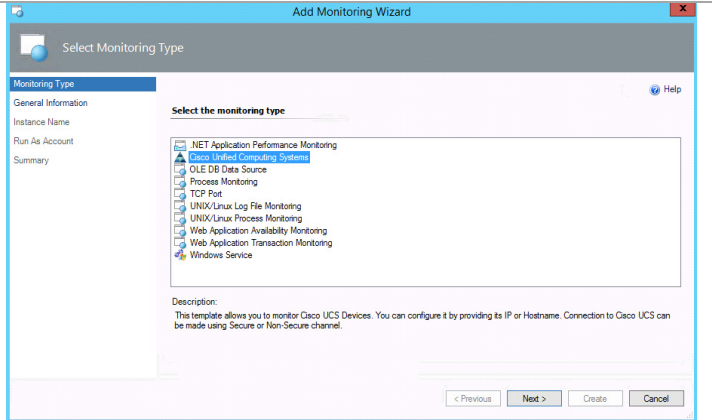 Add Monitoring Wizard
x
Select Monitoring Type
Monitoring Type
General Information
Instance Name
Run As Account
Summary
Help
Select the monitoring type
.NET Application Performance Monitoring
Cisco Unified Computing Systems
OLE DB Data Source
Process Monitoring
TCP Port
UNIX/Linux Log File Monitoring
UNIX/Linux Process Monitoring
Web Application Availability Monitoring
Web Application Transaction Monitoring
Windows Service
Description:
This template allows you to monitor Cisco UCS Devices. You can configure it by providing its IP or Hostname. Connection to Cisco UCS can
be made using Secure or Non-Secure channel.
< Previous Next > Create Cancel